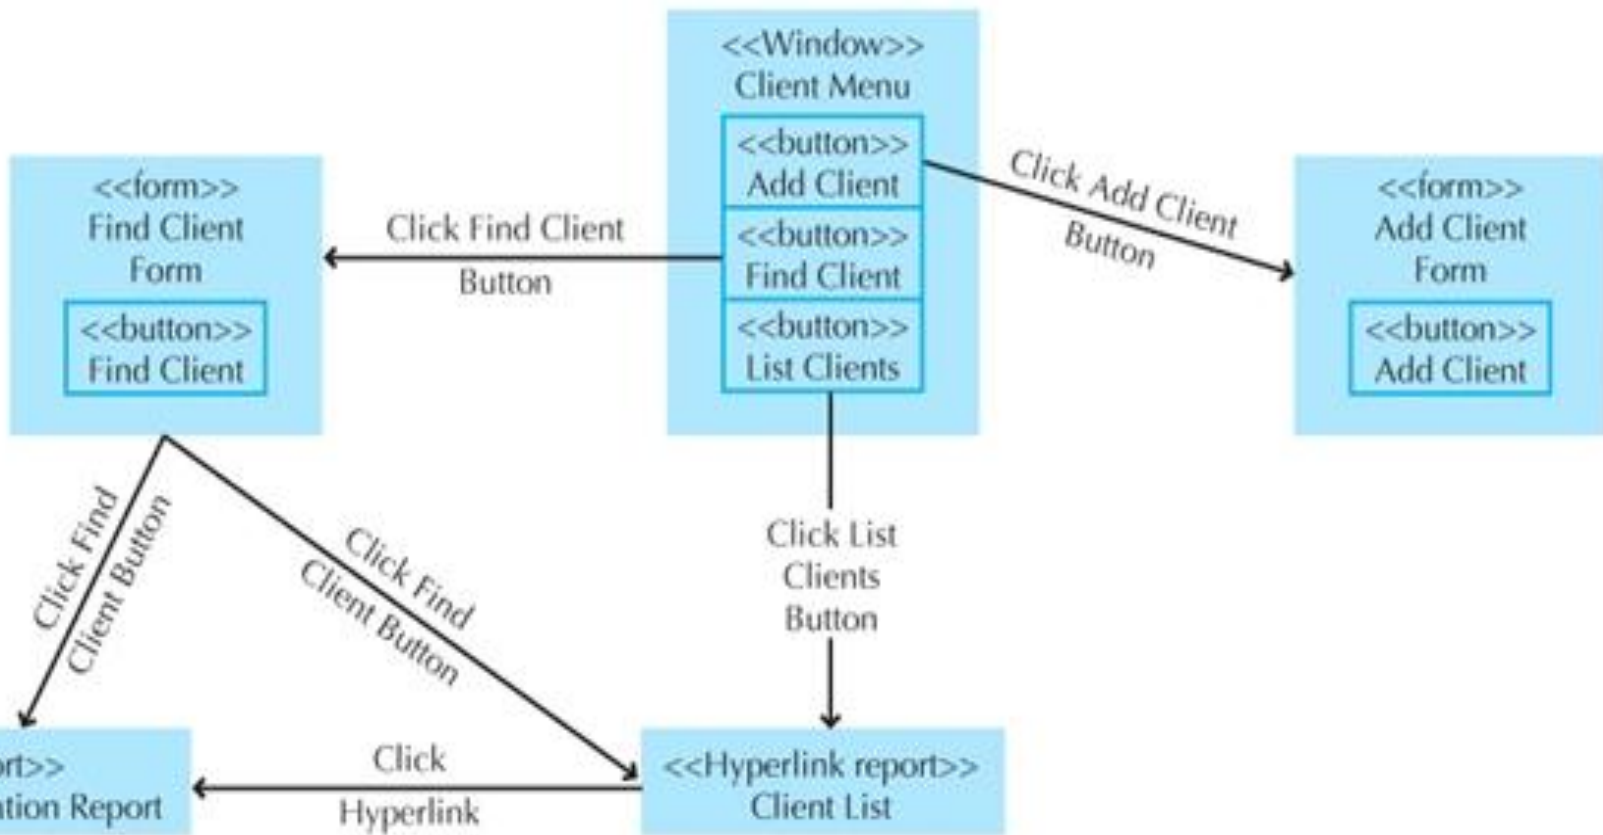 <<Window>>
Client Menu
<<button>>
Add Client
<<button>>
Find Client
<<button>>
List Clients
<<form>>
Find Client
Form
<<button>>
Find Client
Click Find Client
Button
Click Add Client
Button
<<form>>
Add Client
Form
<<button>>
Add Client
Click Find
Client Button
Click Find
Client Button
Click List
Clients
Button
ort>>
ation Report
Click
Hyperlink
<<Hyperlink report>>
Client List